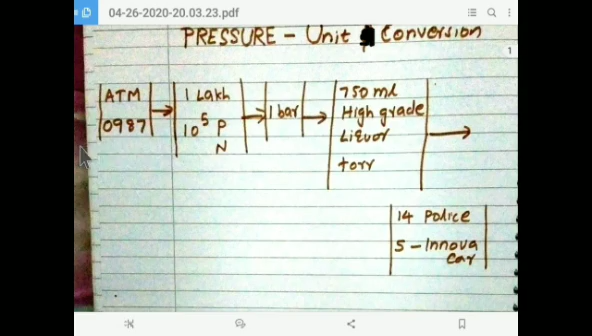 04-26-2020-20.03.23.pdf
PRESSURE - Unit Conversion
1
ATM
0987
1 Lakh
10⁵ P
N
1 bar
750 ml
High grade
Liquor
torr
14 Police
5 - Innova
Car